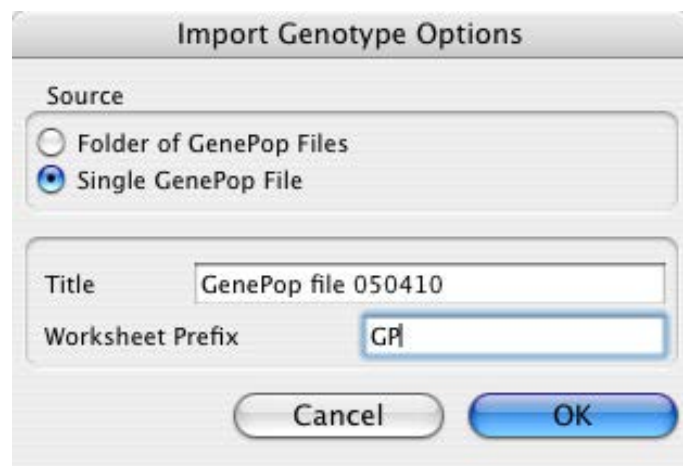 Import Genotype Options
Source
Folder of GenePop Files
Single GenePop File
Title GenePop file 050410
Worksheet Prefix GP
Cancel OK